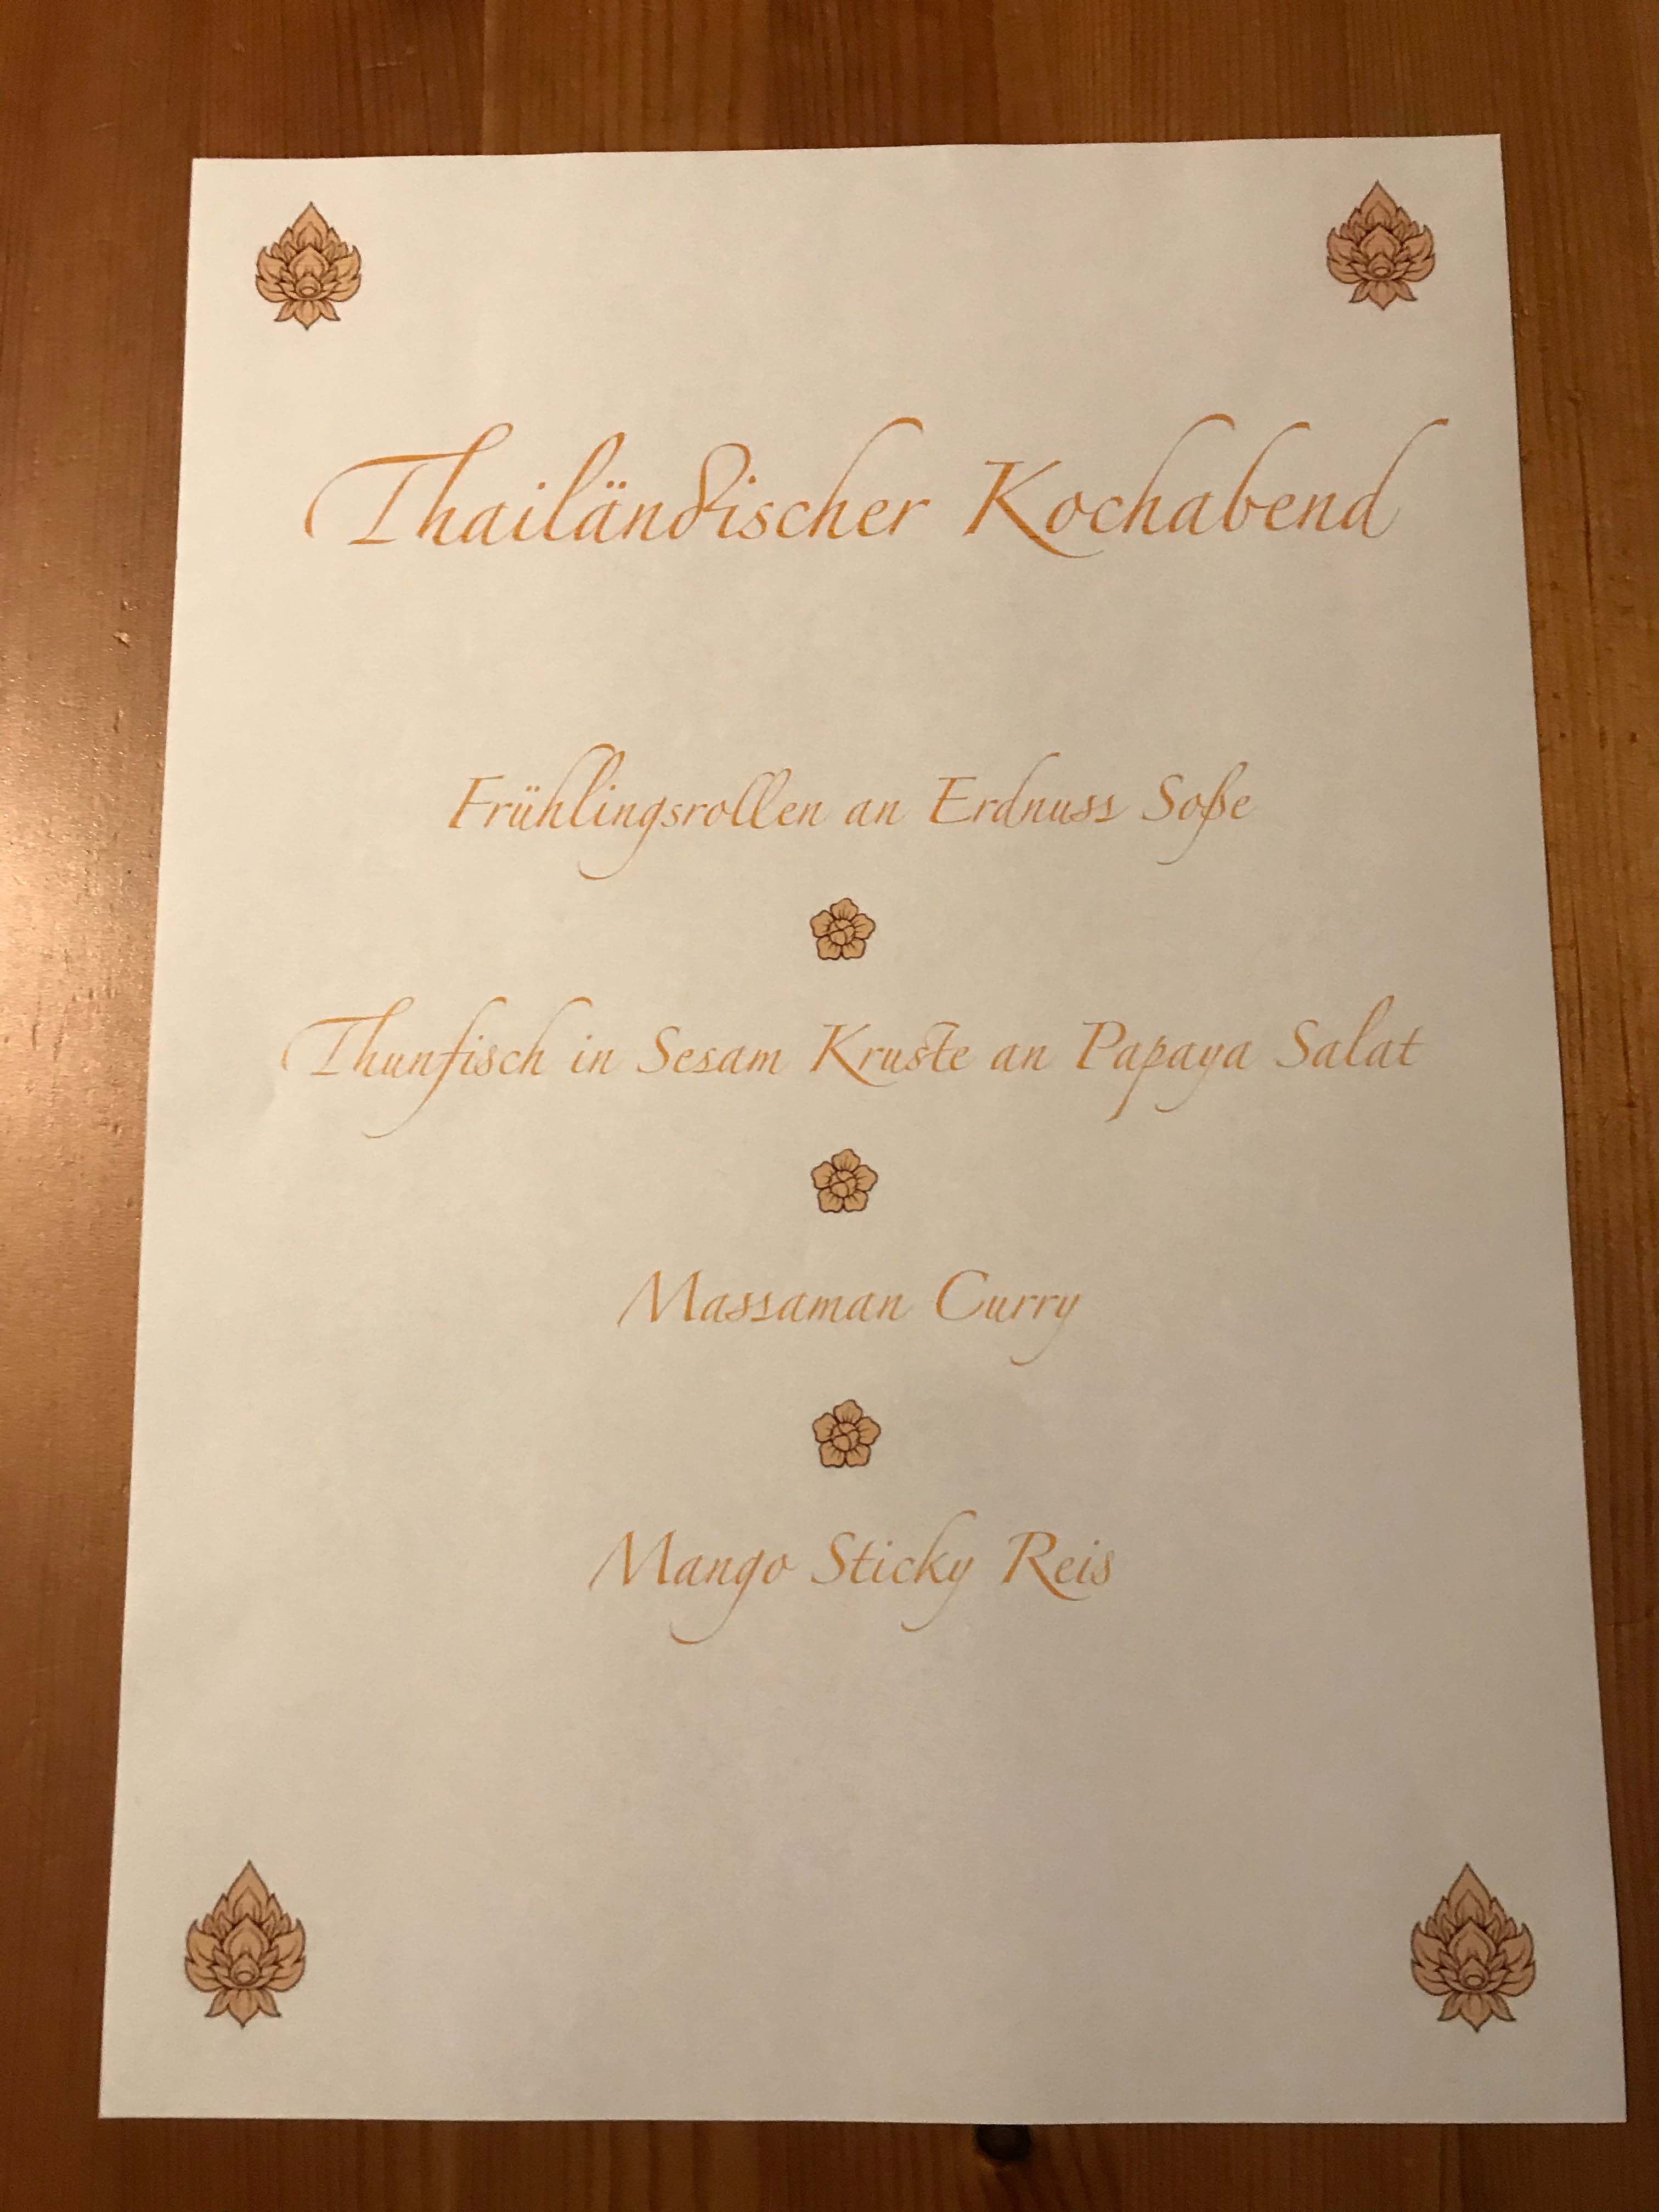 Thailändischer Kochabend
Frühlingsrollen an Erdnuss Soße
Thunfisch in Sesam Kruste an Papaya Salat
Massaman Curry
Mango Sticky Reis